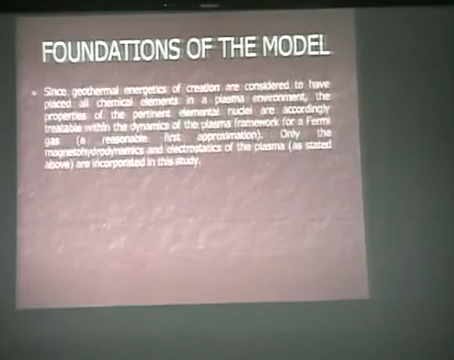 FOUNDATIONS OF THE MODEL
Since geothermal energetics of creation are considered to have
placed all chemical elements in a plasma environment, the
properties of the pertinent elemental nuclei are accordingly
treatable within the dynamics of the plasma framework for a Fermi
gas (a reasonable first approximation). Only the
magnetohydrodynamics and electrostatics of the plasma (as stated
above) are incorporated in this study.